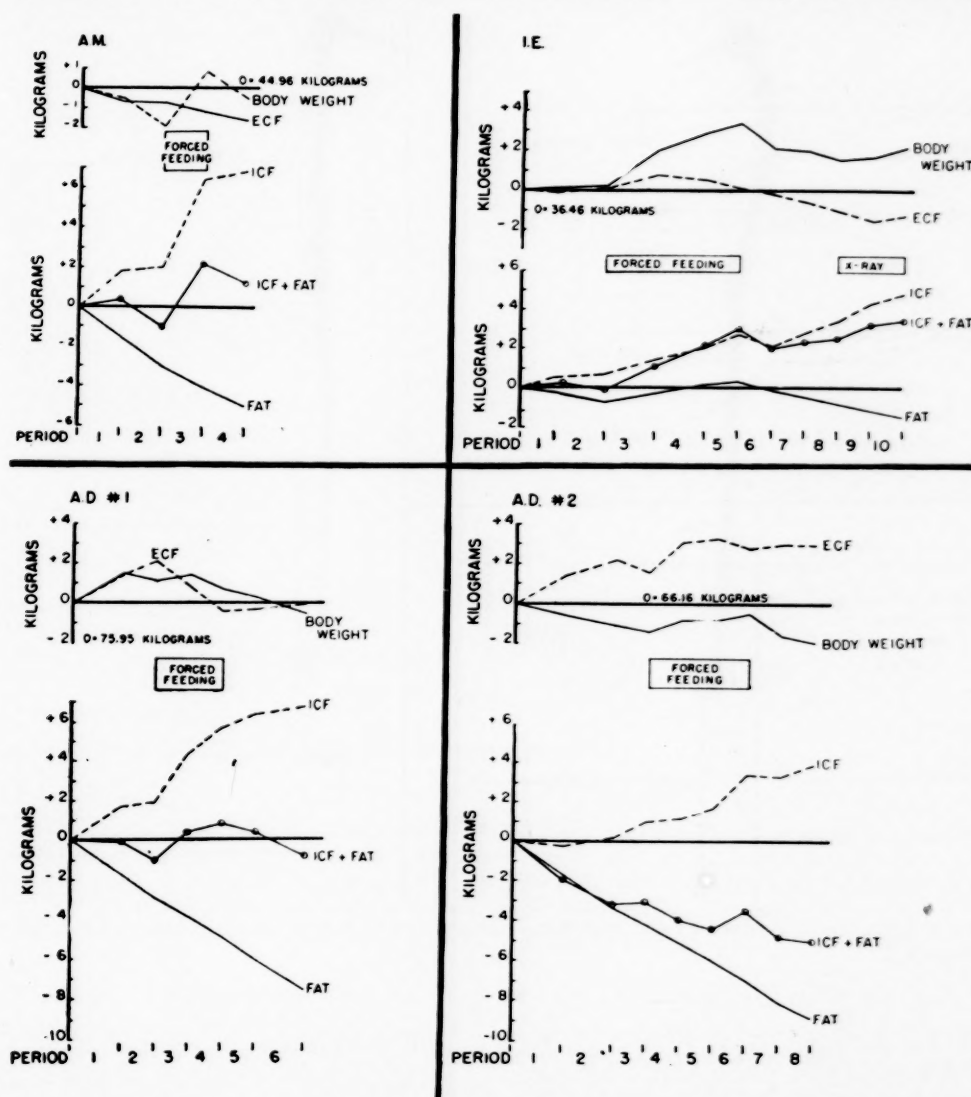 A.M.
KILOGRAMS
+1
0
-1
-2
0=44.96 KILOGRAMS
BODY WEIGHT
ECF
FORCED
FEEDING
KILOGRAMS
+6
+4
+2
0
-2
-4
-6
ICF
ICF + FAT
FAT
PERIOD 1 2 3 4
I.E.
KILOGRAMS
+4
+2
0
-2
0=36.46 KILOGRAMS
BODY
WEIGHT
ECF
FORCED FEEDING
X-RAY
KILOGRAMS
+6
+4
+2
0
-2
ICF
ICF + FAT
FAT
PERIOD 1 2 3 4 5 6 7 8 9 10
A.D #1
KILOGRAMS
+4
+2
0
-2
ECF
0=75.95 KILOGRAMS
BODY
WEIGHT
FORCED
FEEDING
KILOGRAMS
+6
+4
+2
0
-2
-4
-6
-8
-10
ICF
ICF + FAT
FAT
PERIOD 1 2 3 4 5 6
A.D. #2
KILOGRAMS
+4
+2
0
-2
ECF
0=66.16 KILOGRAMS
BODY WEIGHT
FORCED
FEEDING
KILOGRAMS
+6
+4
+2
0
-2
-4
-6
-8
-10
ICF
ICF + FAT
FAT
PERIOD 1 2 3 4 5 6 7 8